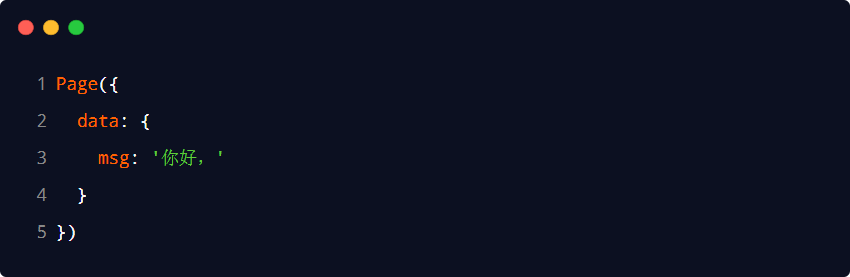 1 Page({
2   data: {
3     msg: '你好，'
4   }
5 })